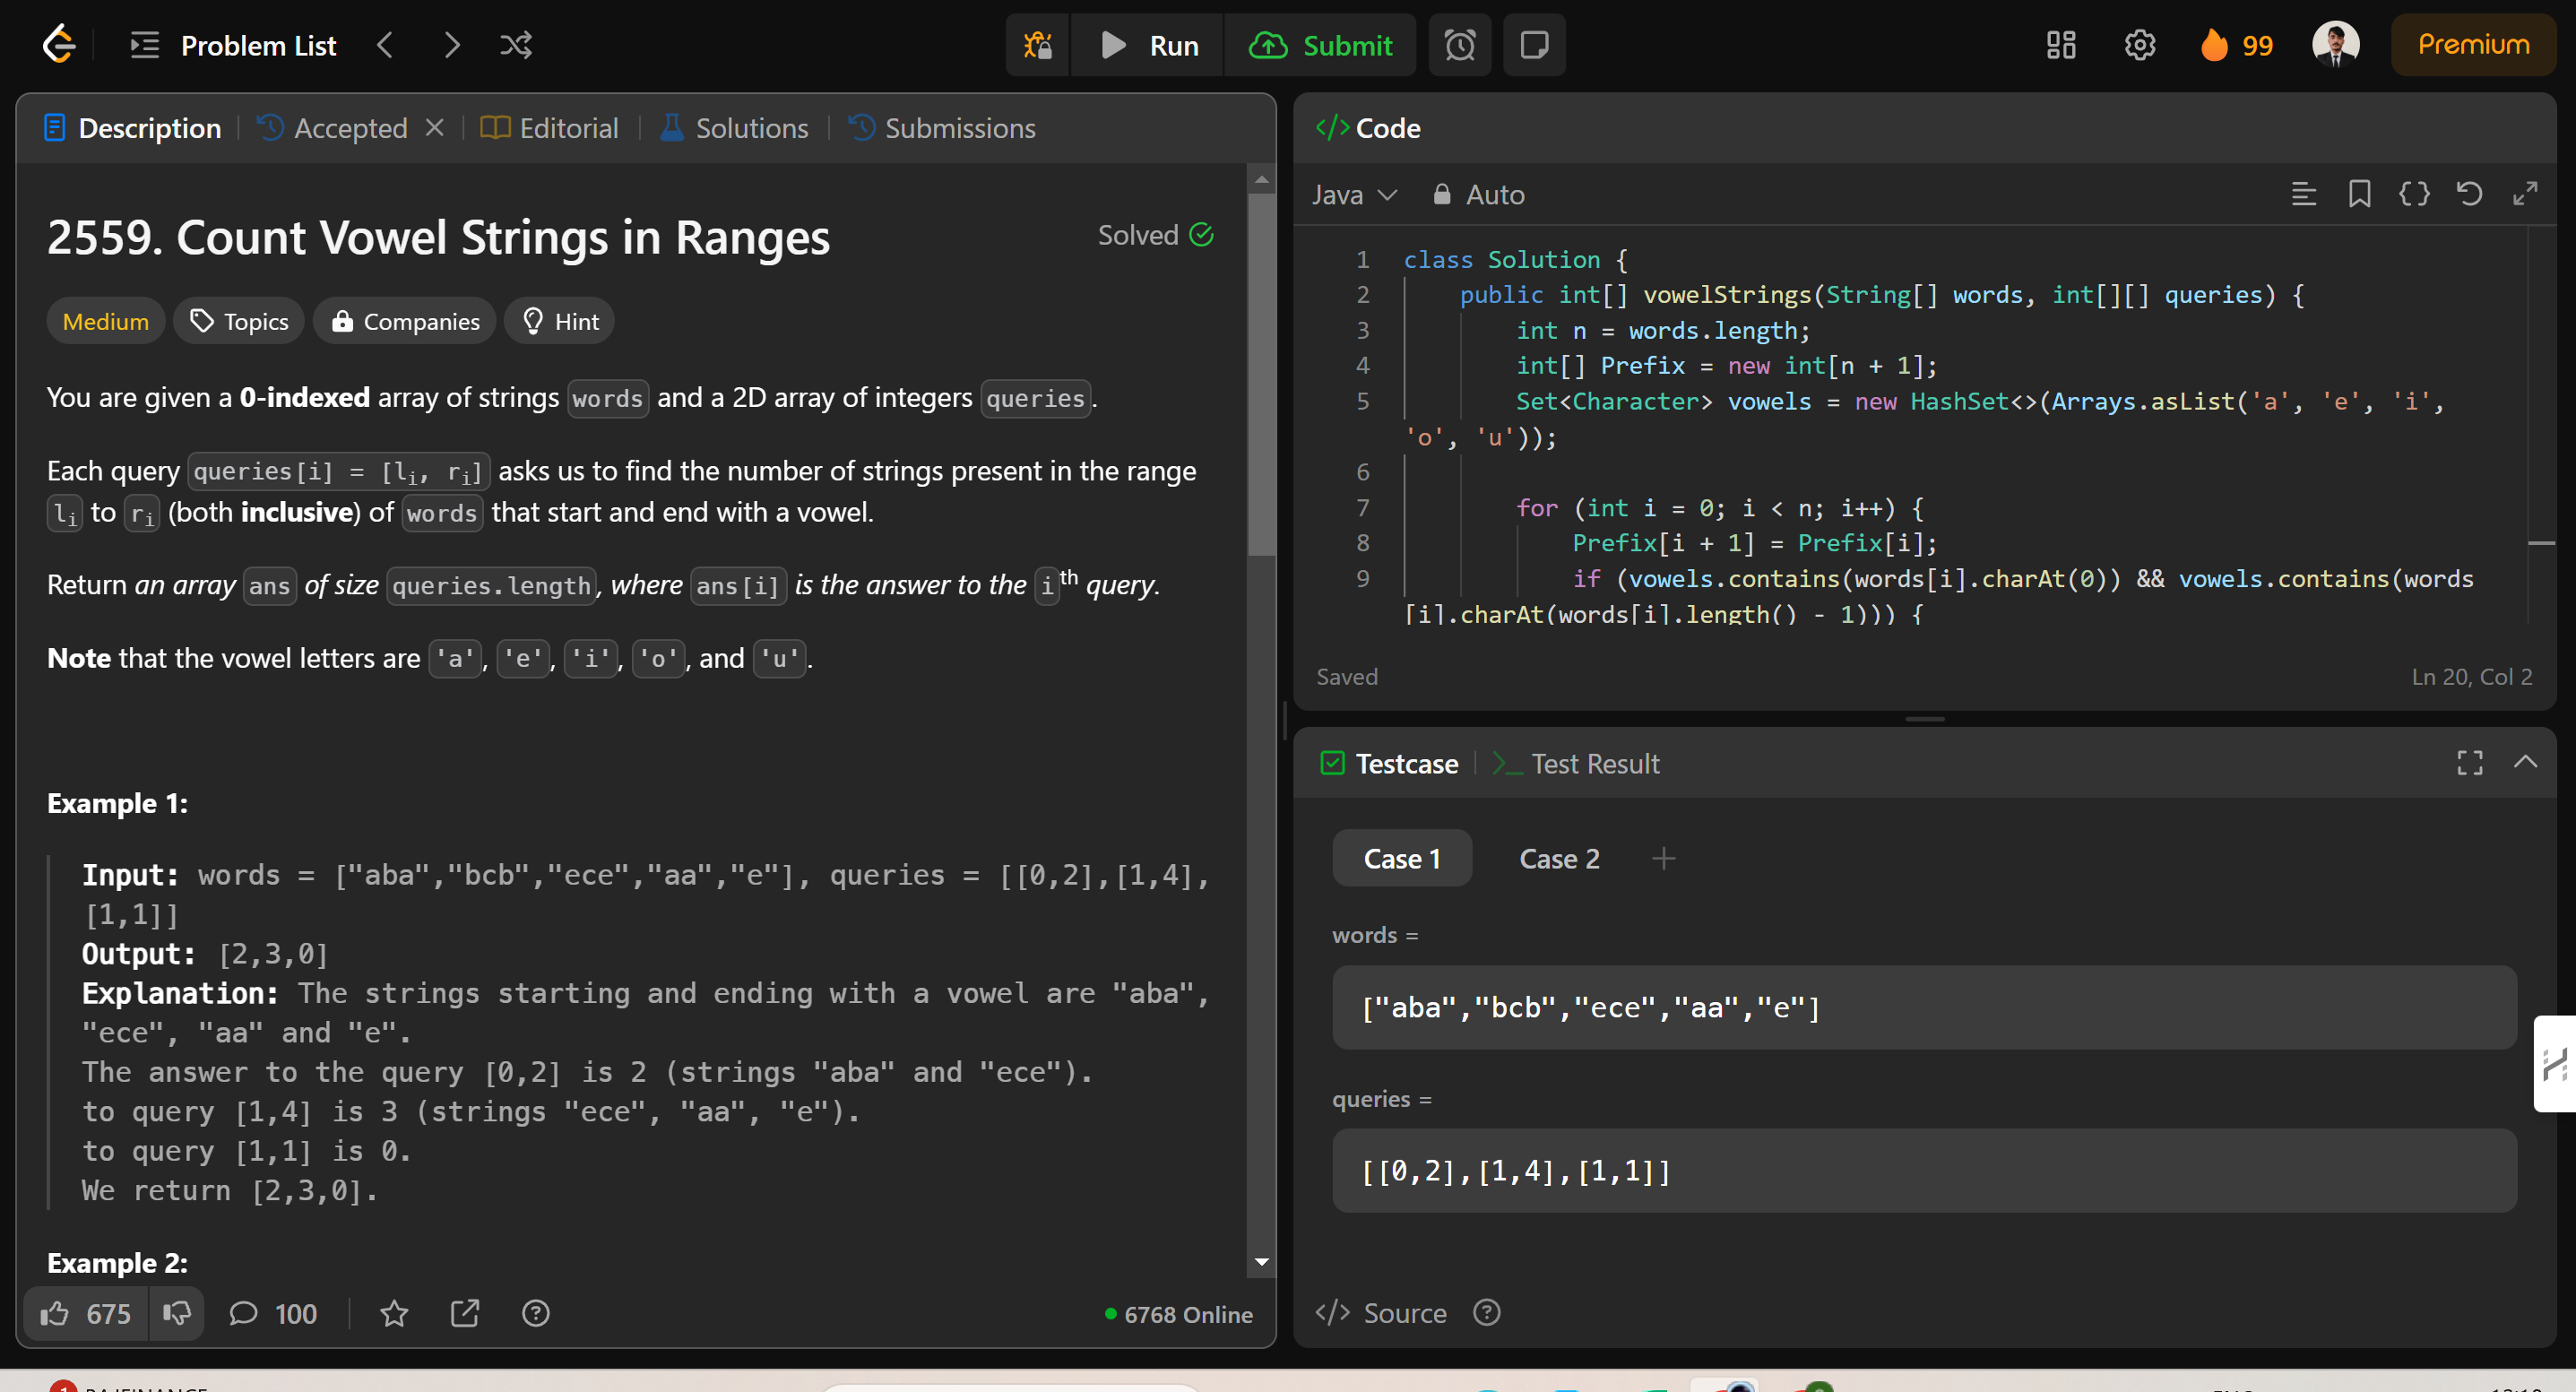 Problem List
Run
Submit
99
Premium
Description
Accepted
Editorial
Solutions
Submissions
2559. Count Vowel Strings in Ranges
Solved
Medium
Topics
Companies
Hint
You are given a 0-indexed array of strings words and a 2D array of integers queries.
Each query queries[i] = [li, ri] asks us to find the number of strings present in the range
li to ri (both inclusive) of words that start and end with a vowel.
Return an array ans of size queries.length, where ans[i] is the answer to the ith query.
Note that the vowel letters are 'a', 'e', 'i', 'o', and 'u'.
Example 1:
Input: words = ["aba","bcb","ece","aa","e"], queries = [[0,2],[1,4],
[1,1]]
Output: [2,3,0]
Explanation: The strings starting and ending with a vowel are "aba",
"ece", "aa" and "e".
The answer to the query [0,2] is 2 (strings "aba" and "ece").
to query [1,4] is 3 (strings "ece", "aa", "e").
to query [1,1] is 0.
We return [2,3,0].
Example 2:
675
100
6768 Online
</> Code
Java
Auto
1 class Solution {
2 public int[] vowelStrings(String[] words, int[][] queries) {
3 int n = words.length;
4 int[] Prefix = new int[n + 1];
5 Set<Character> vowels = new HashSet<>(Arrays.asList('a', 'e', 'i',
'o', 'u'));
6
7 for (int i = 0; i < n; i++) {
8 Prefix[i + 1] = Prefix[i];
9 if (vowels.contains(words[i].charAt(0)) && vowels.contains(words
[i].charAt(words[i].length() - 1))) {
Saved
Ln 20, Col 2
Testcase
Test Result
Case 1
Case 2
words =
["aba","bcb","ece","aa","e"]
queries =
[[0,2],[1,4],[1,1]]
</> Source